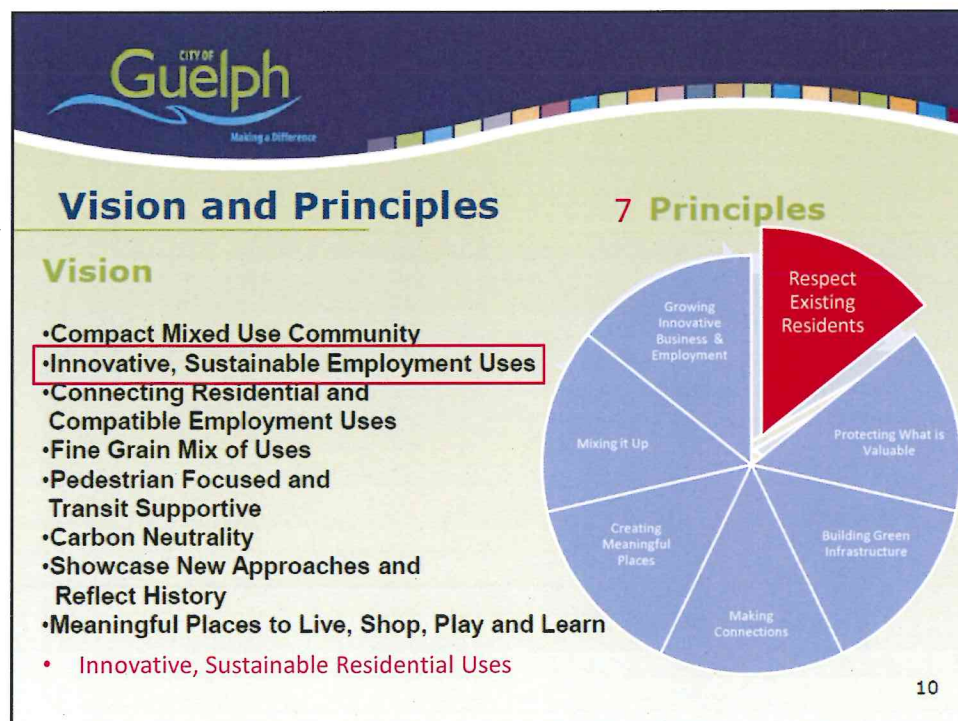 CITY OF
Guelph
Making a Difference
Vision and Principles
7 Principles
Vision
•Compact Mixed Use Community
•Innovative, Sustainable Employment Uses
•Connecting Residential and
Compatible Employment Uses
•Fine Grain Mix of Uses
•Pedestrian Focused and
Transit Supportive
•Carbon Neutrality
•Showcase New Approaches and
Reflect History
•Meaningful Places to Live, Shop, Play and Learn
• Innovative, Sustainable Residential Uses
Respect
Existing
Residents
Protecting What is
Valuable
Building Green
Infrastructure
Making
Connections
Creating
Meaningful
Places
Mixing it Up
Growing
Innovative
Business &
Employment
10